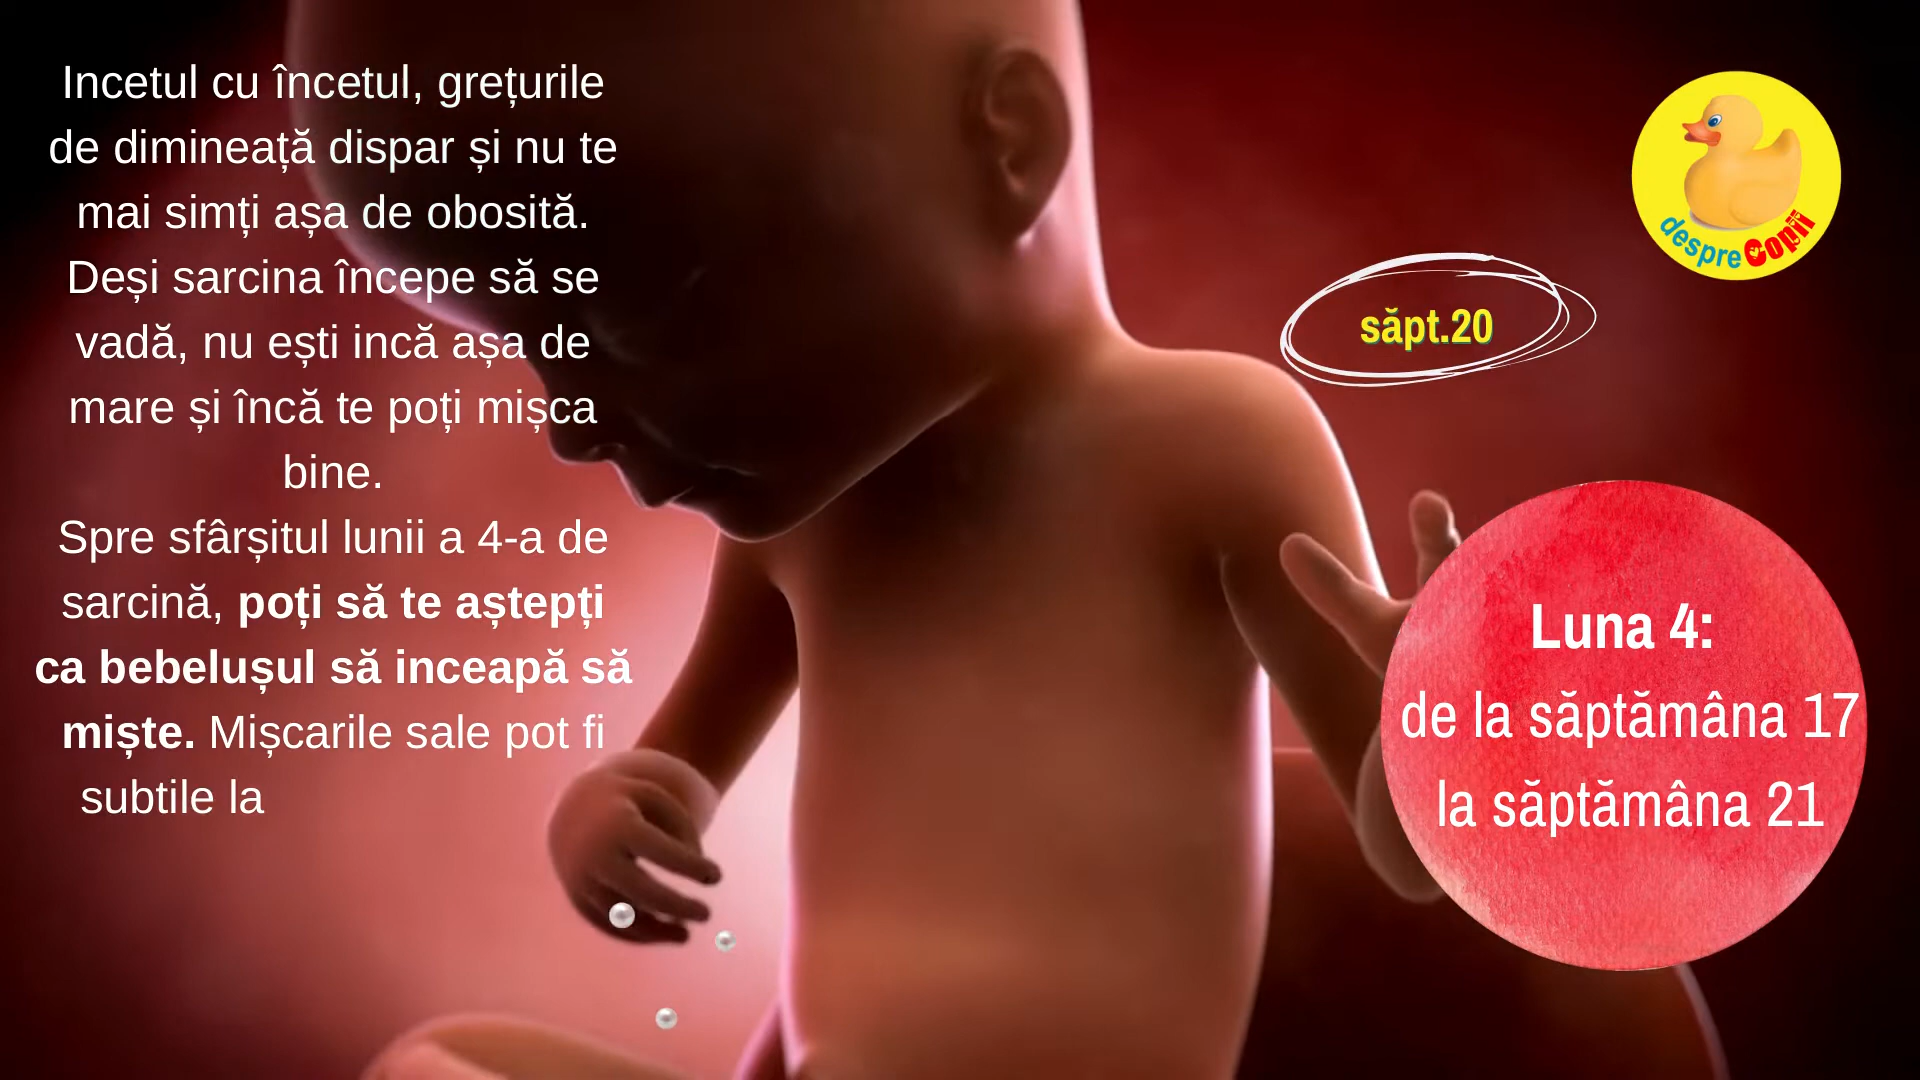 Incetul cu încetul, grețurile
de dimineață dispar și nu te
mai simți așa de obosită.
Deși sarcina începe să se
vadă, nu ești incă așa de
mare și încă te poți mișca
bine.
Spre sfârșitul lunii a 4-a de
sarcină, poți să te aștepți
ca bebelușul să inceapă să
miște. Mișcarile sale pot fi
subtile la
despre Copii
săpt.20
Luna 4:
de la săptămâna 17
la săptămâna 21